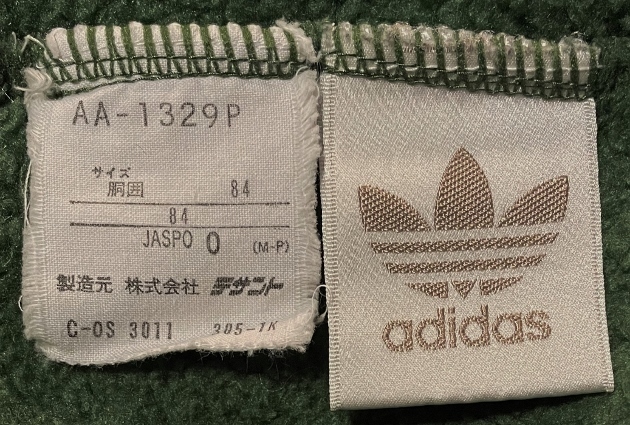 AA-1329P
サイズ
胴囲 84
84
JASPO O (M-P)
製造元 株式会社 デサント
C-OS 3011 305-1K
adidas